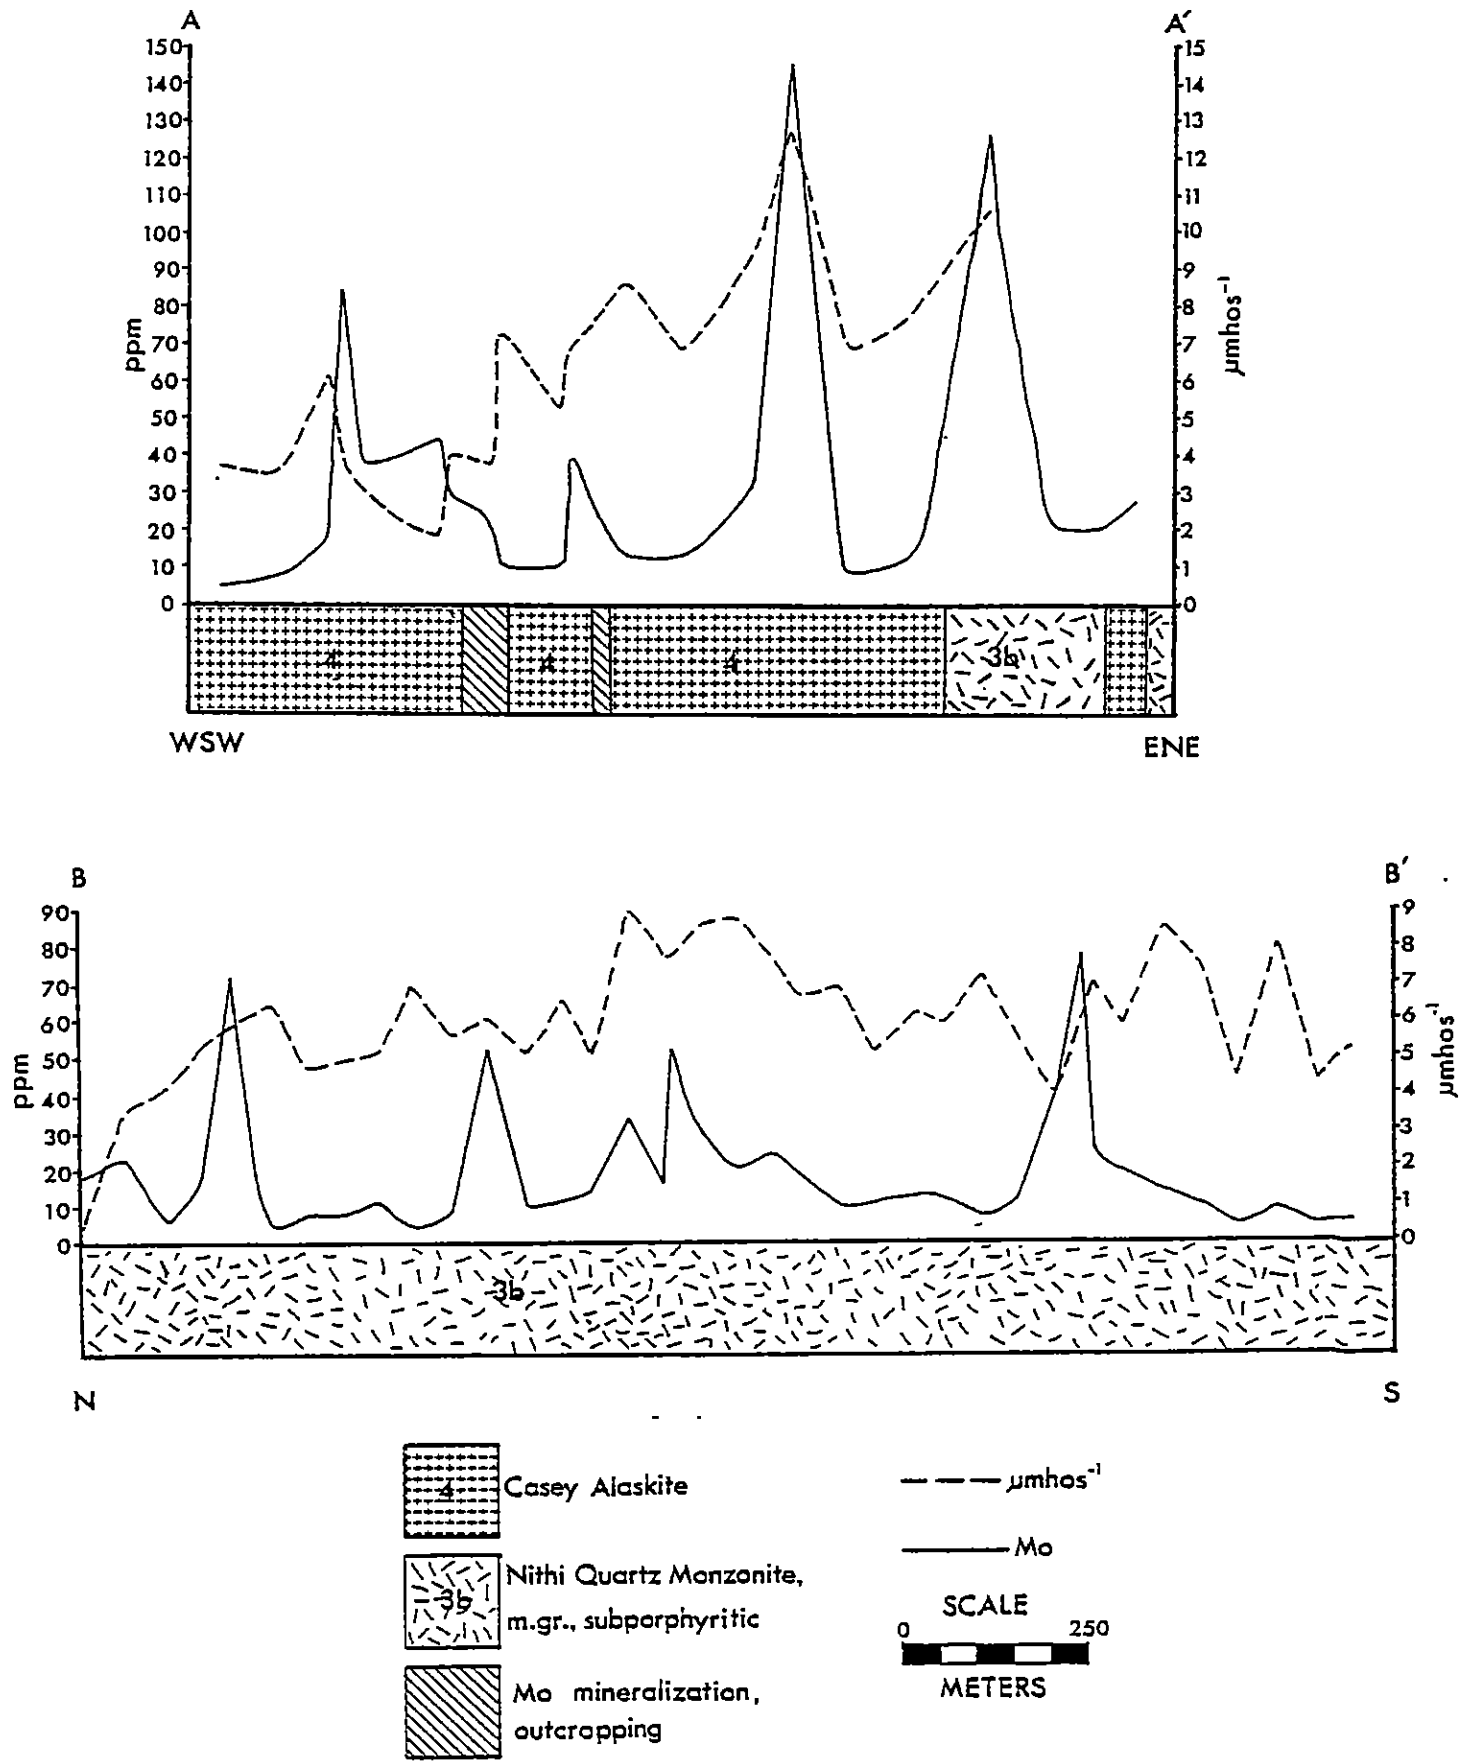 A A′
150 15
140 14
130 13
120 12
110 11
100 10
90 9
80 8
70 7
60 6
50 5
40 4
30 3
20 2
10 1
0 0
ppm
µmhos⁻¹
4 4 4 3b
WSW ENE
B B′
90 9
80 8
70 7
60 6
50 5
40 4
30 3
20 2
10 1
0 0
ppm
µmhos⁻¹
3b
N S
4 Casey Alaskite
3b Nithi Quartz Monzonite,
m.gr., subporphyritic
Mo mineralization,
outcropping
µmhos⁻¹
Mo
SCALE
0 250
METERS